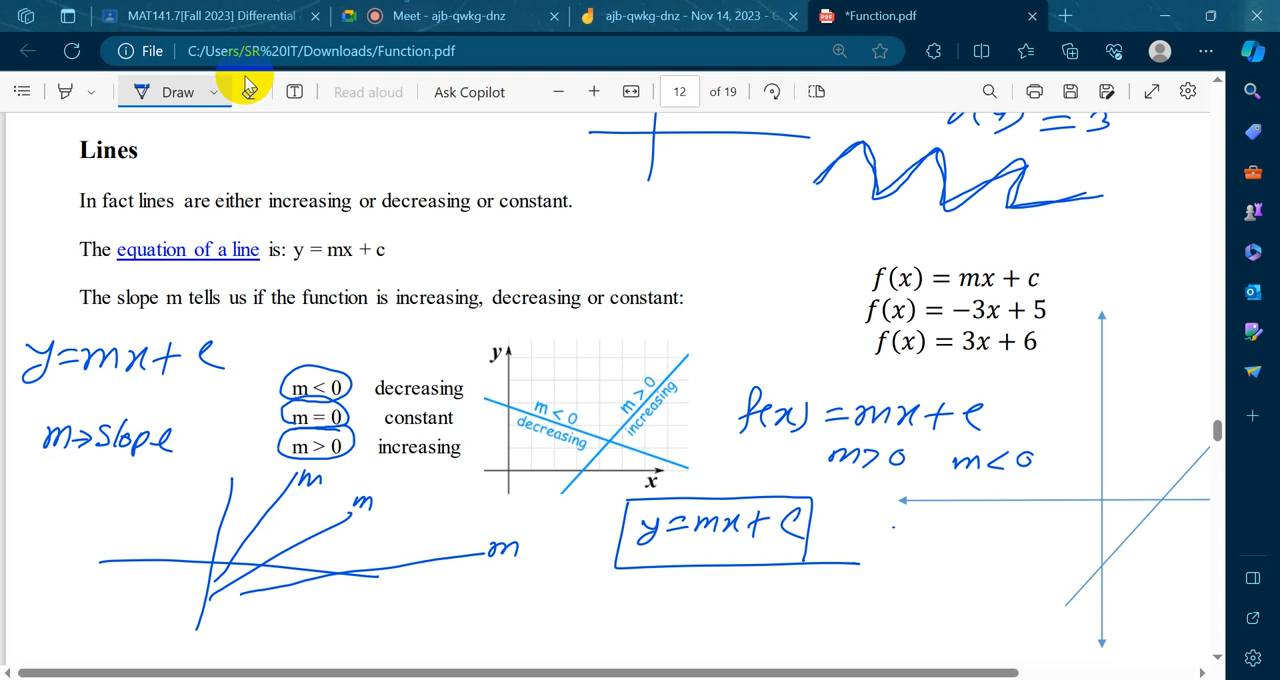 MAT141.7[Fall 2023] Differential
Meet - ajb-qwkg-dnz
ajb-qwkg-dnz - Nov 14, 2023 -
*Function.pdf
File
C:/Users/SR%20IT/Downloads/Function.pdf
Draw
Read aloud
Ask Copilot
12
of 19
= 3
Lines
In fact lines are either increasing or decreasing or constant.
The equation of a line is: y = mx + c
The slope m tells us if the function is increasing, decreasing or constant:
f(x) = mx + c
f(x) = −3x + 5
f(x) = 3x + 6
y=mx+c
m < 0 decreasing
m = 0 constant
m > 0 increasing
m→slope
y
m < 0
decreasing
m > 0
increasing
x
f(x) =mx+c
m>0 m<0
m
m
m
y=mx+c